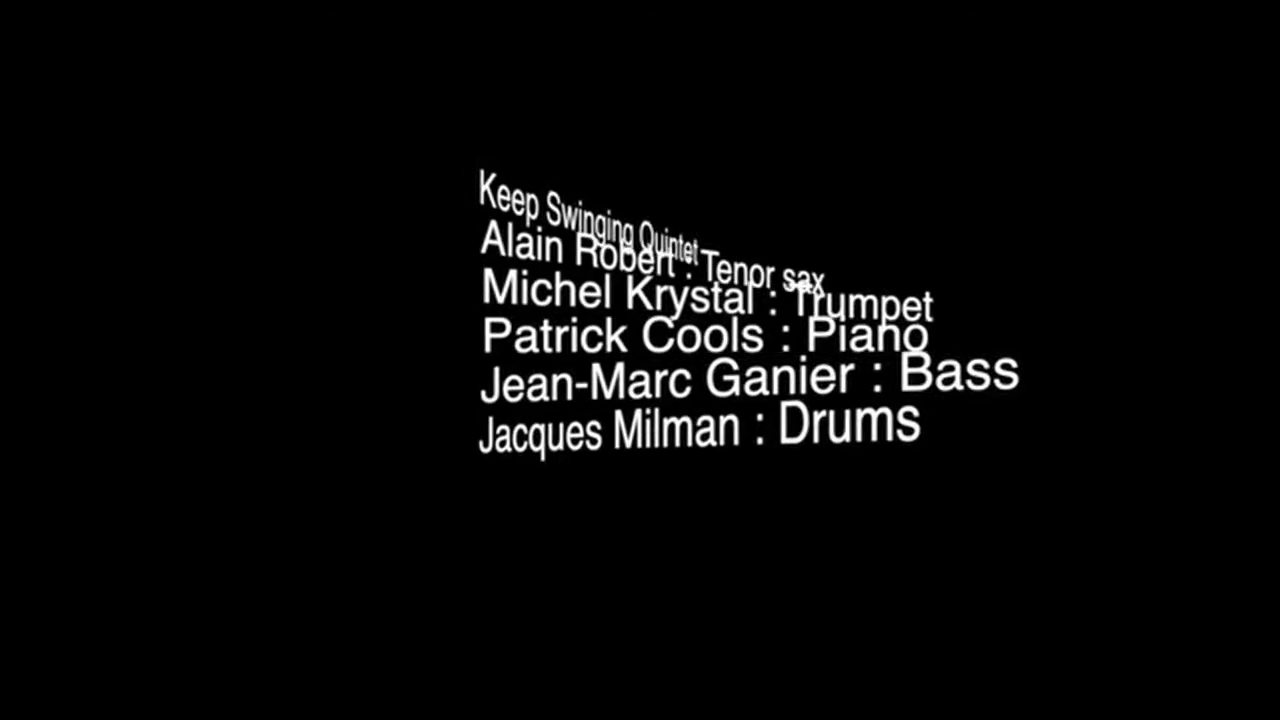 Keep Swinging Quintet
Alain Robert : Tenor sax
Michel Krystal : Trumpet
Patrick Cools : Piano
Jean-Marc Ganier : Bass
Jacques Milman : Drums